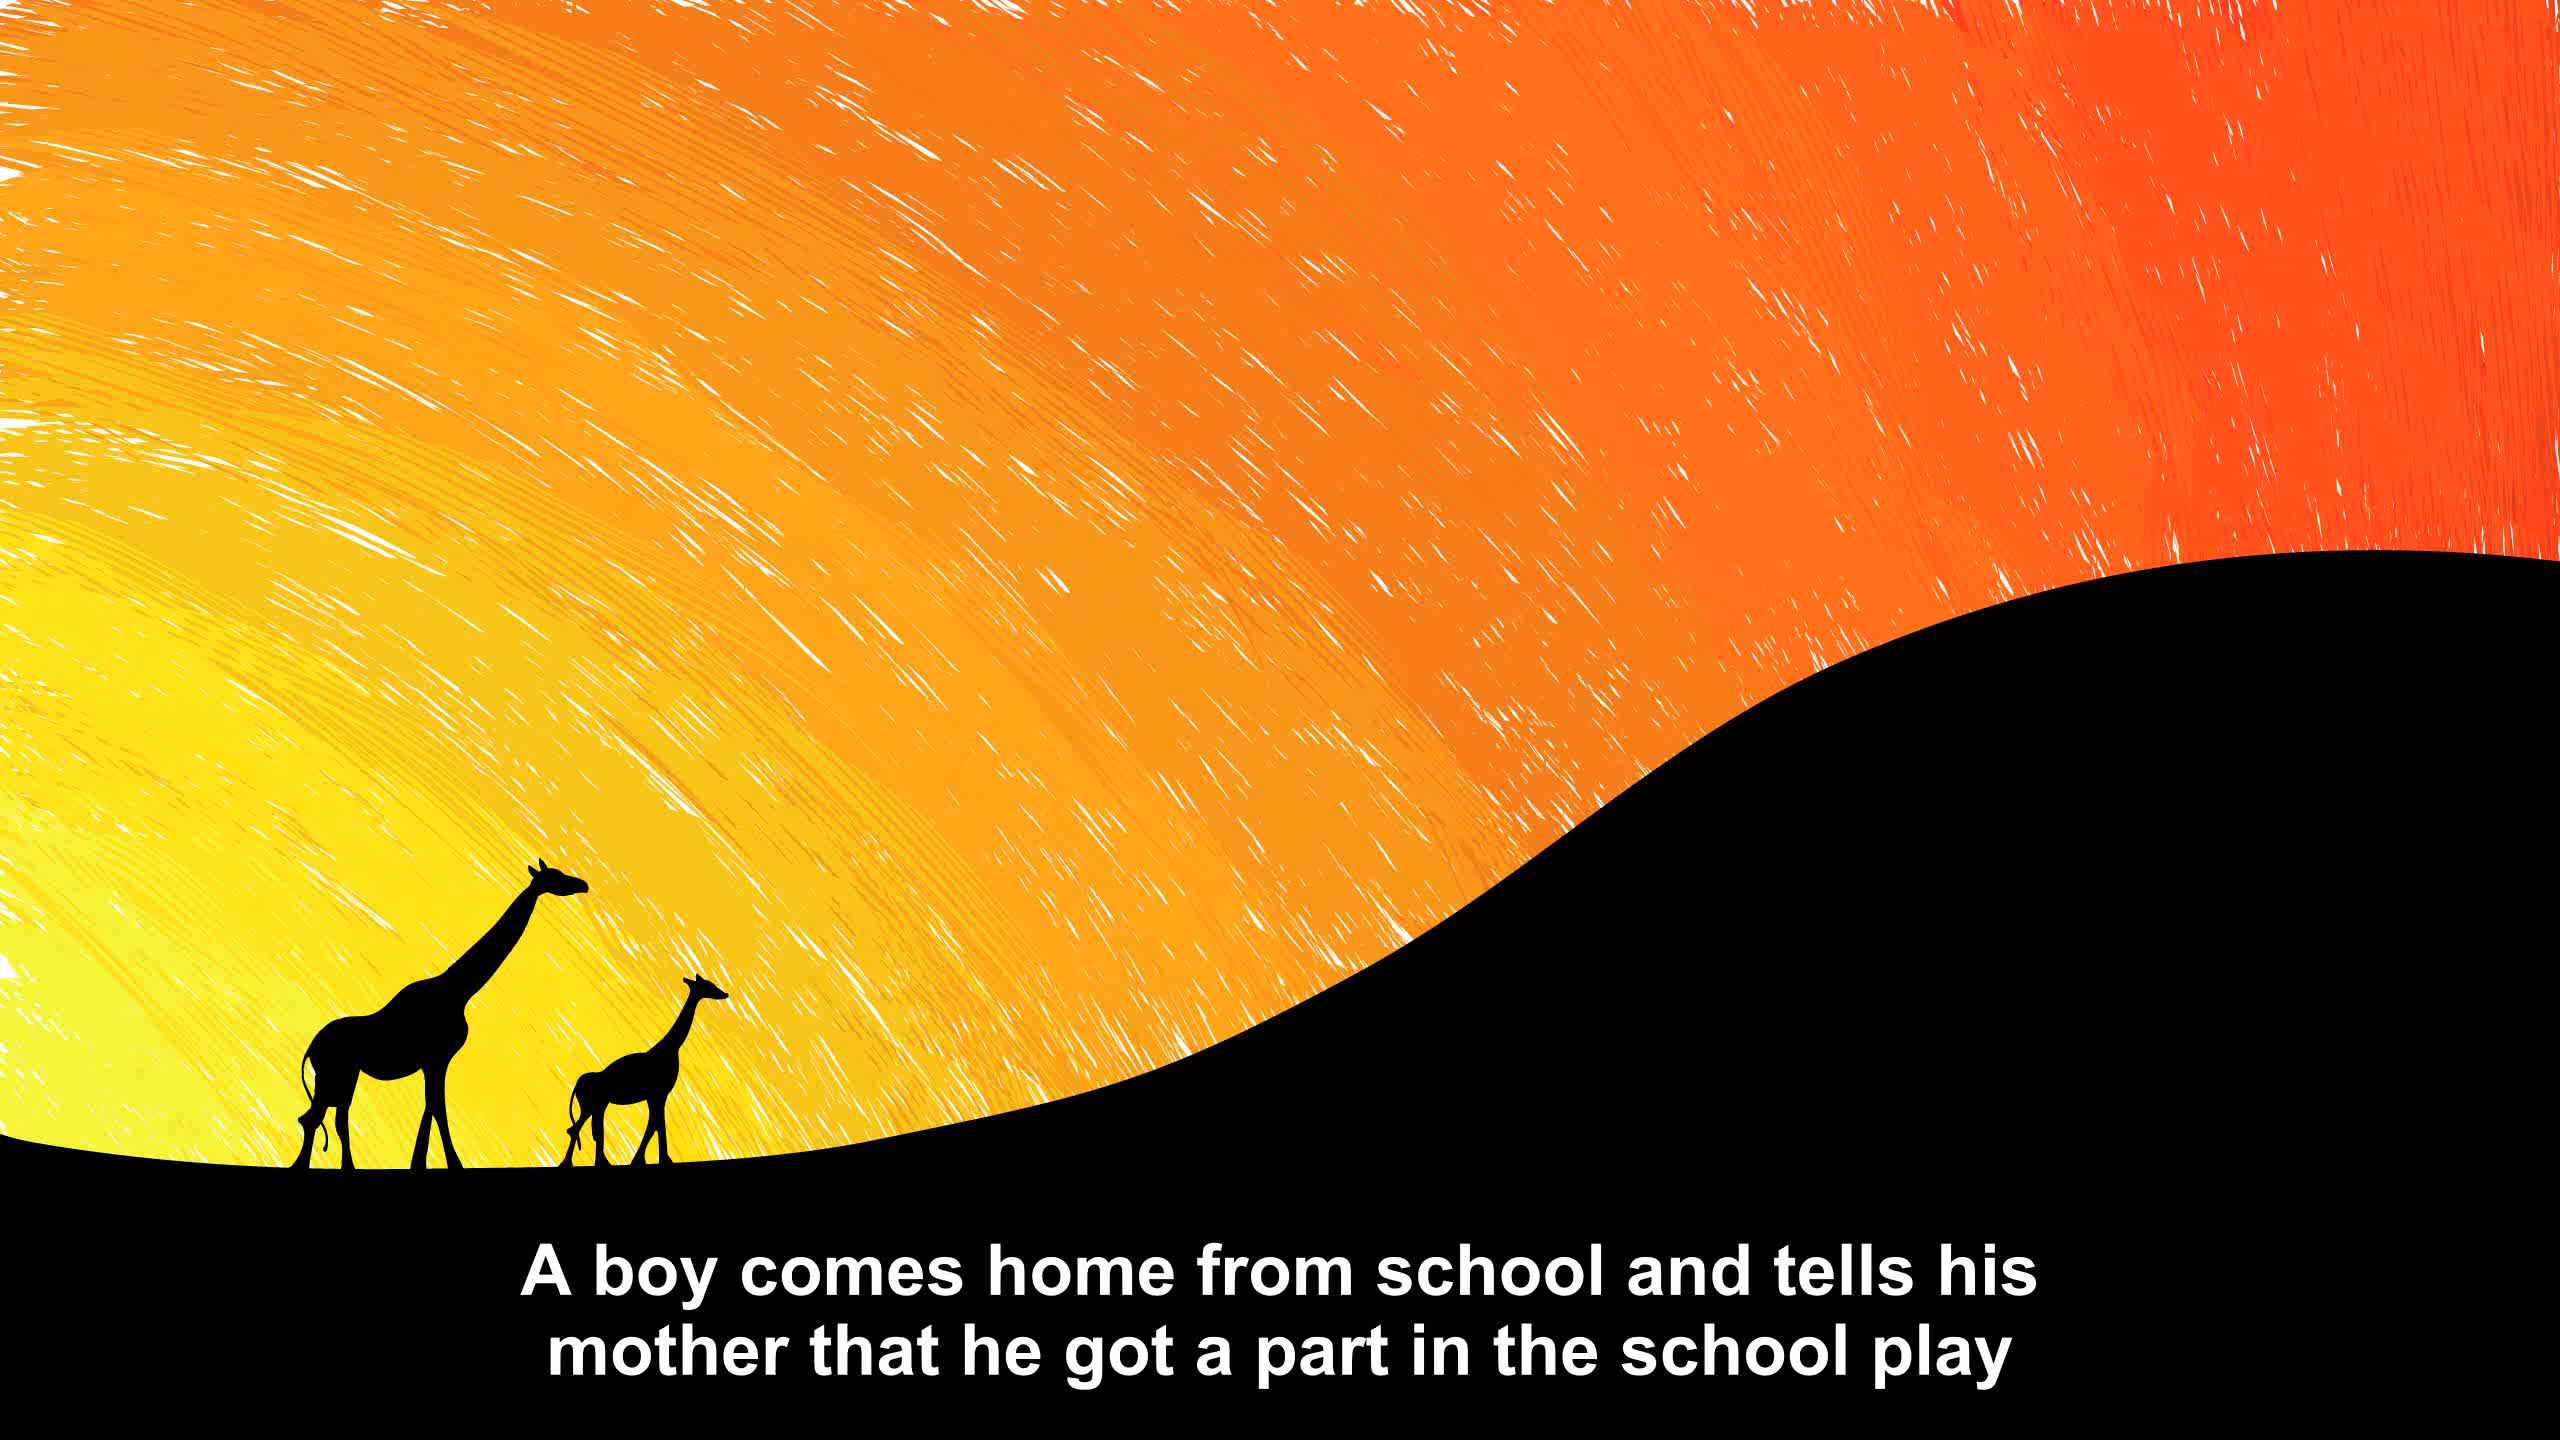 A boy comes home from school and tells his
mother that he got a part in the school play